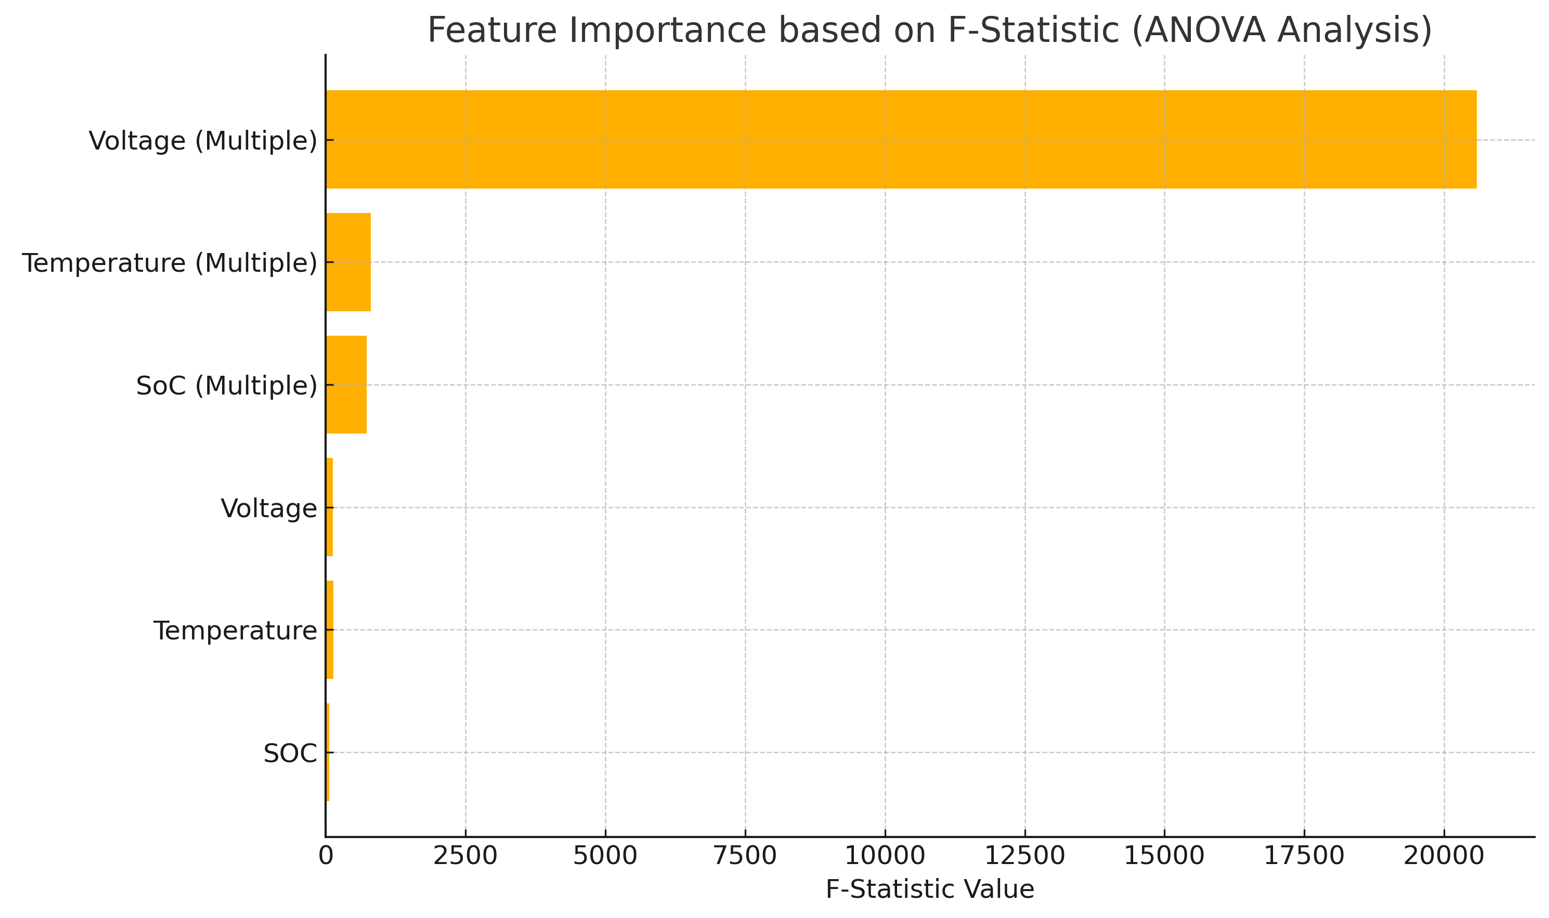 Feature Importance based on F-Statistic (ANOVA Analysis)
Voltage (Multiple)
Temperature (Multiple)
SoC (Multiple)
Voltage
Temperature
SOC
0 2500 5000 7500 10000 12500 15000 17500 20000
F-Statistic Value